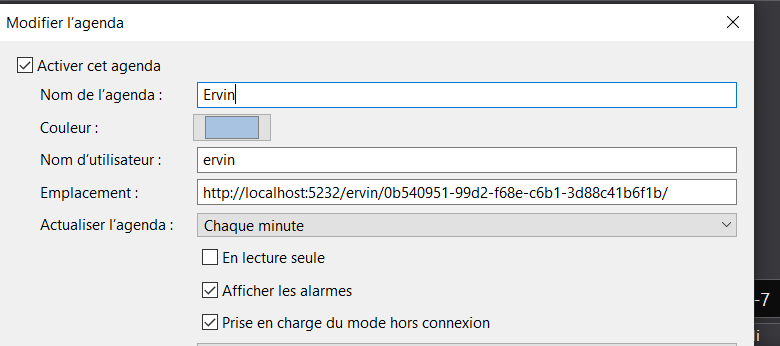 Modifier l'agenda
Activer cet agenda
Nom de l'agenda : Ervin
Couleur :
Nom d'utilisateur : ervin
Emplacement : http://localhost:5232/ervin/0b540951-99d2-f68e-c6b1-3d88c41b6f1b/
Actualiser l'agenda : Chaque minute
En lecture seule
Afficher les alarmes
-7
Prise en charge du mode hors connexion